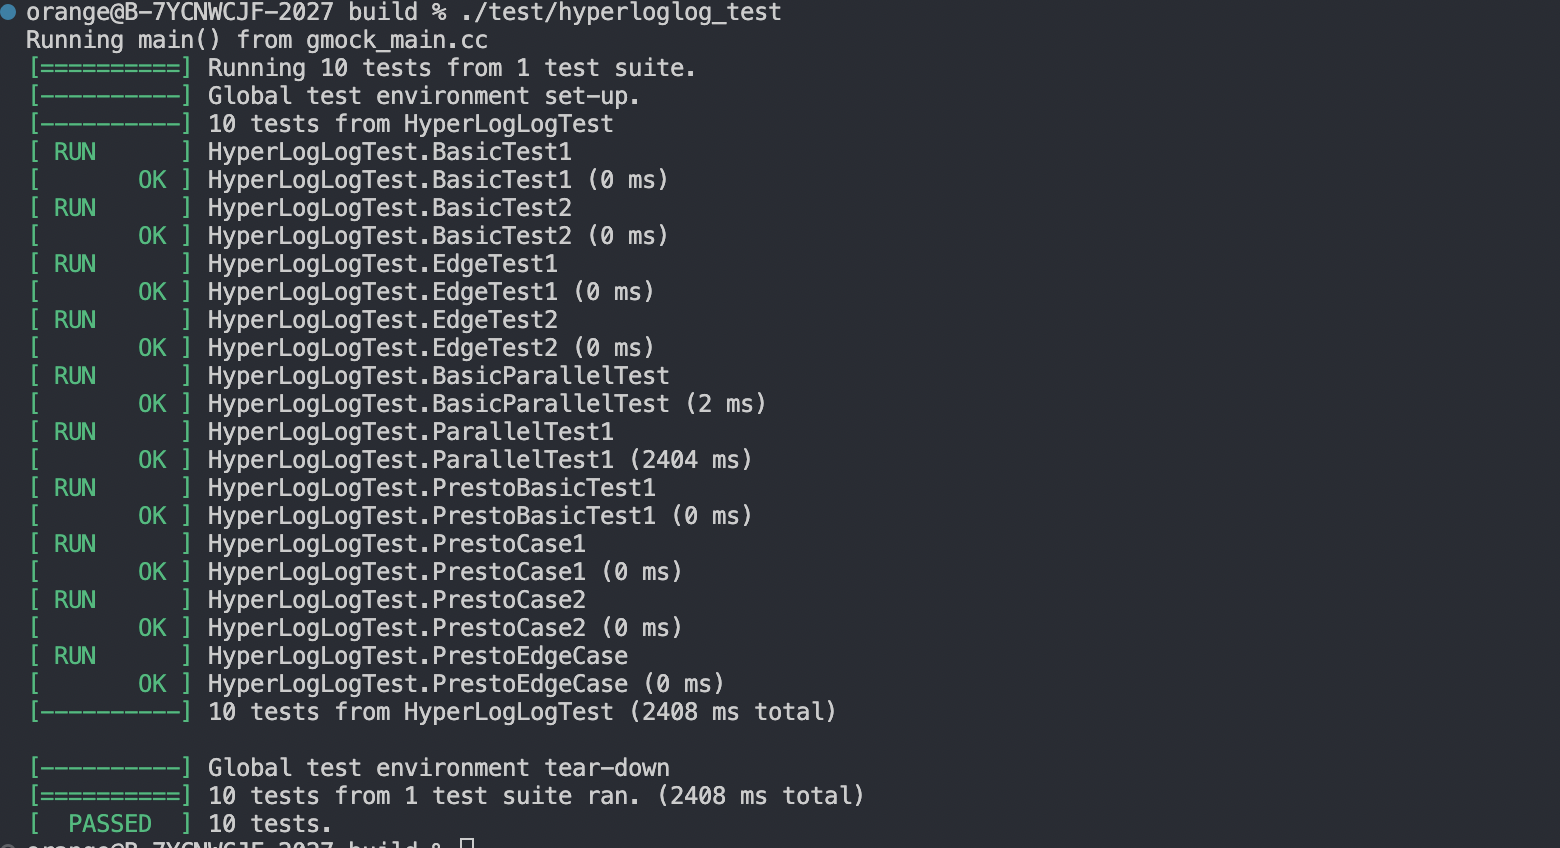 orange@B-7YCNWCJF-2027 build % ./test/hyperloglog_test
Running main() from gmock_main.cc
[==========] Running 10 tests from 1 test suite.
[----------] Global test environment set-up.
[----------] 10 tests from HyperLogLogTest
[ RUN      ] HyperLogLogTest.BasicTest1
[       OK ] HyperLogLogTest.BasicTest1 (0 ms)
[ RUN      ] HyperLogLogTest.BasicTest2
[       OK ] HyperLogLogTest.BasicTest2 (0 ms)
[ RUN      ] HyperLogLogTest.EdgeTest1
[       OK ] HyperLogLogTest.EdgeTest1 (0 ms)
[ RUN      ] HyperLogLogTest.EdgeTest2
[       OK ] HyperLogLogTest.EdgeTest2 (0 ms)
[ RUN      ] HyperLogLogTest.BasicParallelTest
[       OK ] HyperLogLogTest.BasicParallelTest (2 ms)
[ RUN      ] HyperLogLogTest.ParallelTest1
[       OK ] HyperLogLogTest.ParallelTest1 (2404 ms)
[ RUN      ] HyperLogLogTest.PrestoBasicTest1
[       OK ] HyperLogLogTest.PrestoBasicTest1 (0 ms)
[ RUN      ] HyperLogLogTest.PrestoCase1
[       OK ] HyperLogLogTest.PrestoCase1 (0 ms)
[ RUN      ] HyperLogLogTest.PrestoCase2
[       OK ] HyperLogLogTest.PrestoCase2 (0 ms)
[ RUN      ] HyperLogLogTest.PrestoEdgeCase
[       OK ] HyperLogLogTest.PrestoEdgeCase (0 ms)
[----------] 10 tests from HyperLogLogTest (2408 ms total)
[----------] Global test environment tear-down
[==========] 10 tests from 1 test suite ran. (2408 ms total)
[  PASSED  ] 10 tests.
orange@B-7YCNWCJF-2027 build %